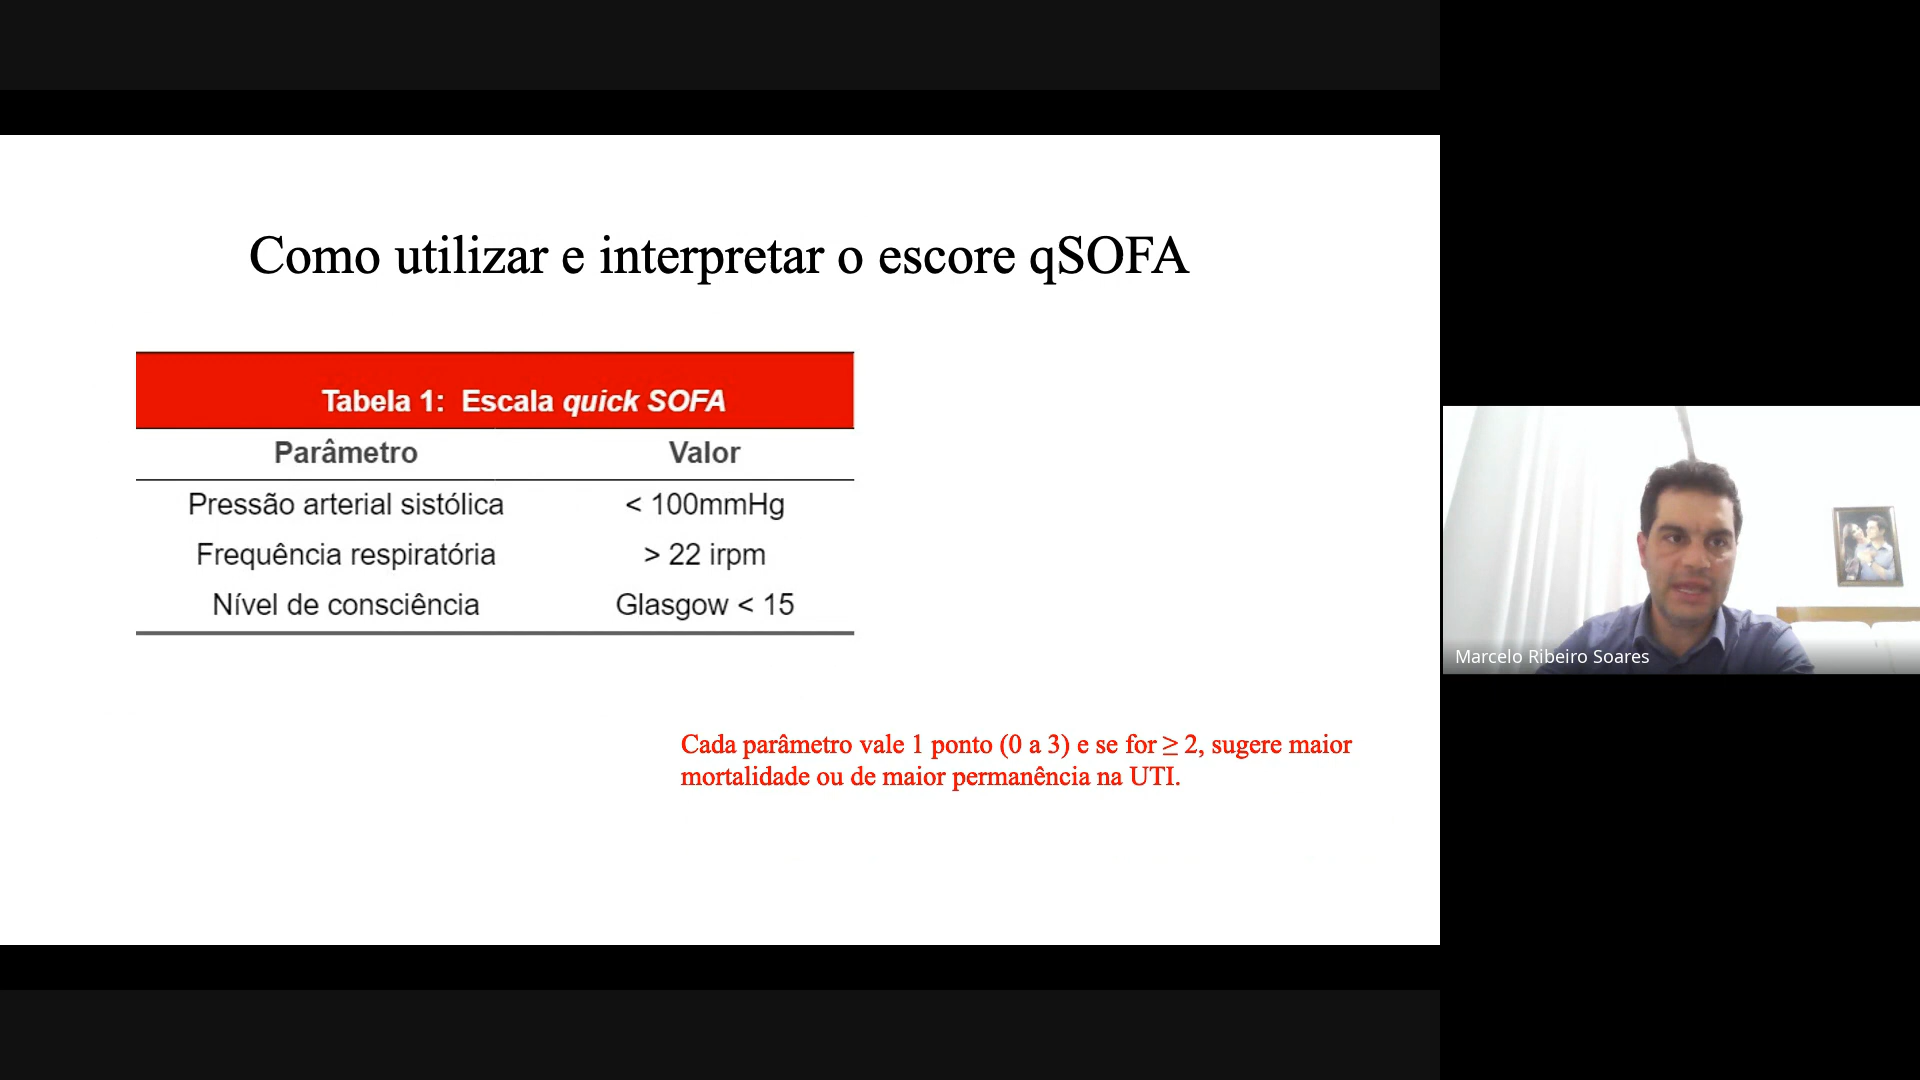 Como utilizar e interpretar o escore qSOFA
Tabela 1: Escala quick SOFA
Parâmetro Valor
Pressão arterial sistólica < 100mmHg
Frequência respiratória > 22 irpm
Nível de consciência Glasgow < 15
Cada parâmetro vale 1 ponto (0 a 3) e se for ≥ 2, sugere maior
mortalidade ou de maior permanência na UTI.
Marcelo Ribeiro Soares